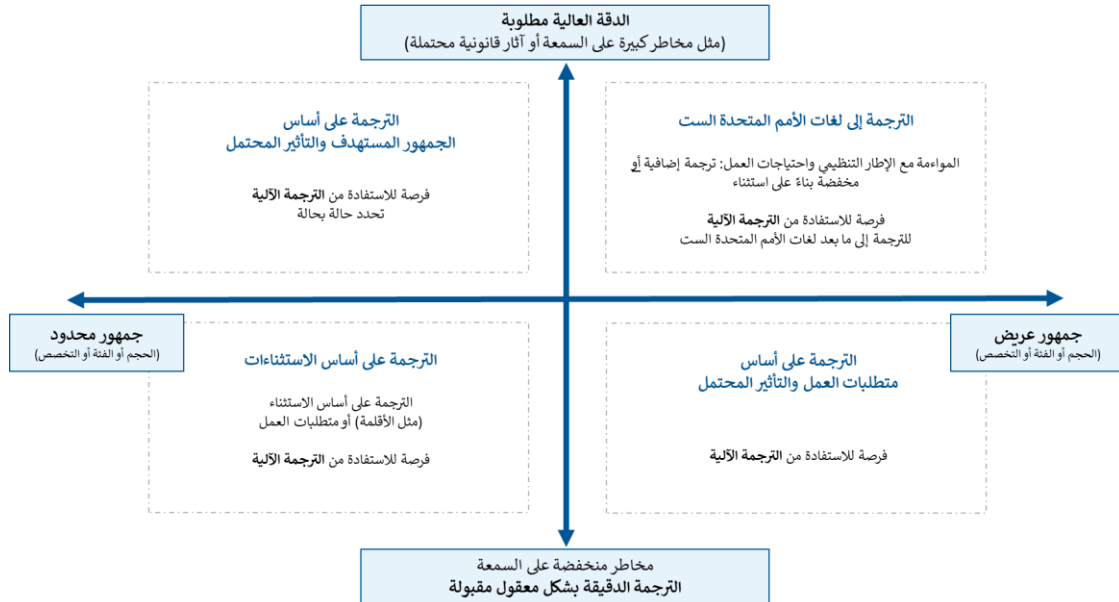 الدقة العالية مطلوبة
(مثل مخاطر كبيرة على السمعة أو آثار قانونية محتملة)
الترجمة إلى لغات الأمم المتحدة الست
المواءمة مع الإطار التنظيمي واحتياجات العمل: ترجمة إضافية أو
مخفضة بناءً على استثناء
فرصة للاستفادة من الترجمة الآلية
للترجمة إلى ما بعد لغات الأمم المتحدة الست
الترجمة على أساس
الجمهور المستهدف والتأثير المحتمل
فرصة للاستفادة من الترجمة الآلية
تحدد حالة بحالة
جمهور عريض
(الحجم أو الفئة أو التخصص)
جمهور محدود
(الحجم أو الفئة أو التخصص)
الترجمة على أساس
متطلبات العمل والتأثير المحتمل
فرصة للاستفادة من الترجمة الآلية
الترجمة على أساس الاستثناءات
الترجمة على أساس الاستثناء
(مثل الأقلمة) أو متطلبات العمل
فرصة للاستفادة من الترجمة الآلية
مخاطر منخفضة على السمعة
الترجمة الدقيقة بشكل معقول مقبولة